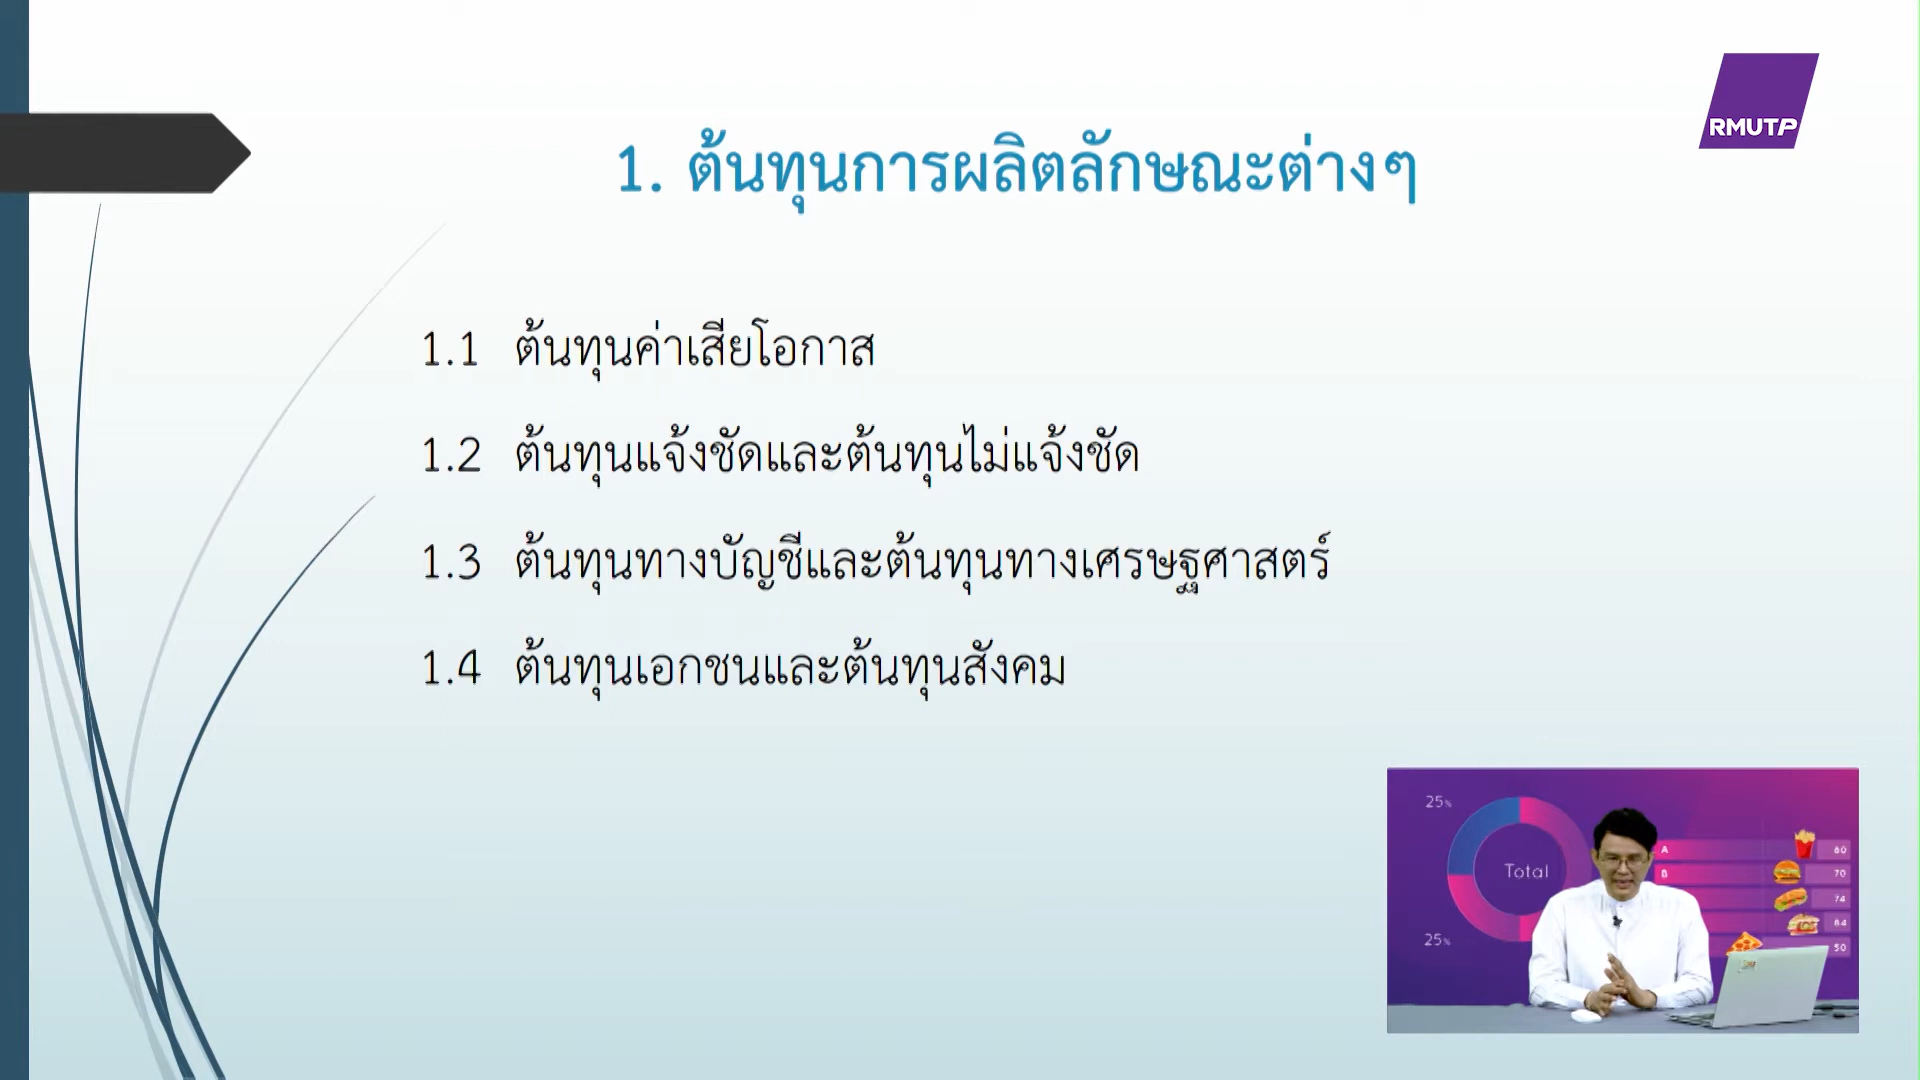 RMUTP
1. ต้นทุนการผลิตลักษณะต่างๆ
1.1 ต้นทุนค่าเสียโอกาส
1.2 ต้นทุนแจ้งชัดและต้นทุนไม่แจ้งชัด
1.3 ต้นทุนทางบัญชีและต้นทุนทางเศรษฐศาสตร์
1.4 ต้นทุนเอกชนและต้นทุนสังคม
25%
Total
25%
A 60
B 70
74
84
50